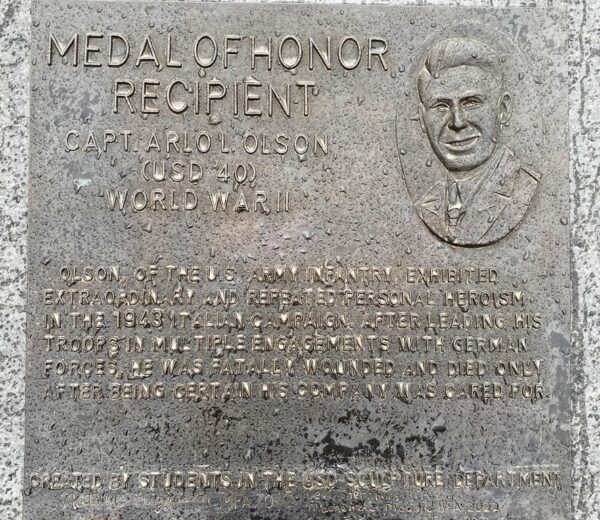 MEDAL OF HONOR
RECIPIENT
CAPT. ARLO L. OLSON
(USD '40)
WORLD WAR II
OLSON, OF THE U.S. ARMY INFANTRY, EXHIBITED
EXTRAORDINARY AND REPEATED PERSONAL HEROISM
IN THE 1943 ITALIAN CAMPAIGN. AFTER LEADING HIS
TROOPS IN MULTIPLE ENGAGEMENTS WITH GERMAN
FORCES, HE WAS FATALLY WOUNDED AND DIED ONLY
AFTER BEING CERTAIN HIS COMPANY WAS CARED FOR.
CREATED BY STUDENTS IN THE USD SCULPTURE DEPARTMENT
BFA 2022